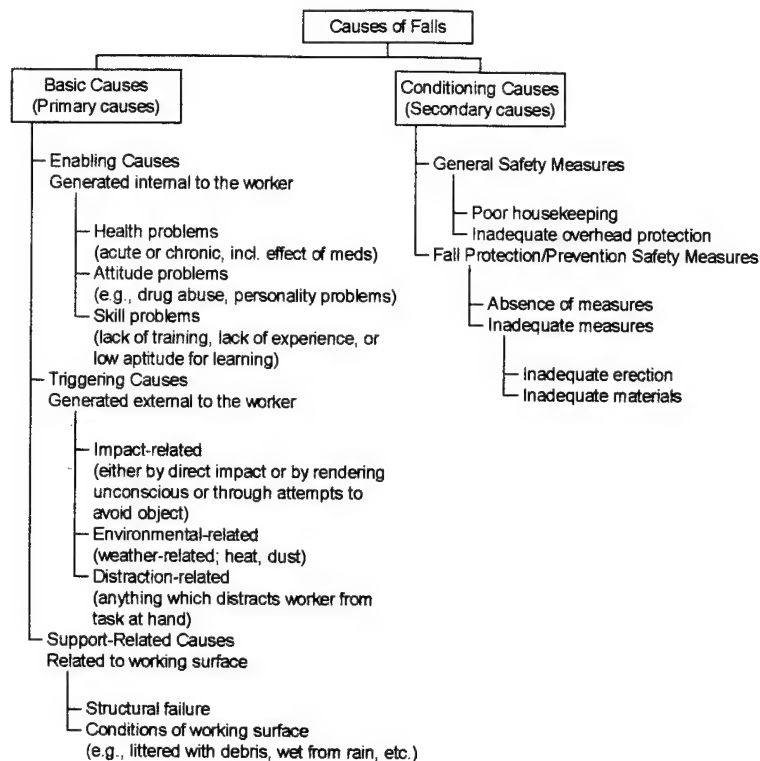 Causes of Falls
Basic Causes
(Primary causes)
Enabling Causes
Generated internal to the worker
Health problems
(acute or chronic, incl. effect of meds)
Attitude problems
(e.g., drug abuse, personality problems)
Skill problems
(lack of training, lack of experience, or
low aptitude for learning)
Triggering Causes
Generated external to the worker
Impact-related
(either by direct impact or by rendering
unconscious or through attempts to
avoid object)
Environmental-related
(weather-related; heat, dust)
Distraction-related
(anything which distracts worker from
task at hand)
Support-Related Causes
Related to working surface
Structural failure
Conditions of working surface
(e.g., littered with debris, wet from rain, etc.)
Conditioning Causes
(Secondary causes)
General Safety Measures
Poor housekeeping
Inadequate overhead protection
Fall Protection/Prevention Safety Measures
Absence of measures
Inadequate measures
Inadequate erection
Inadequate materials